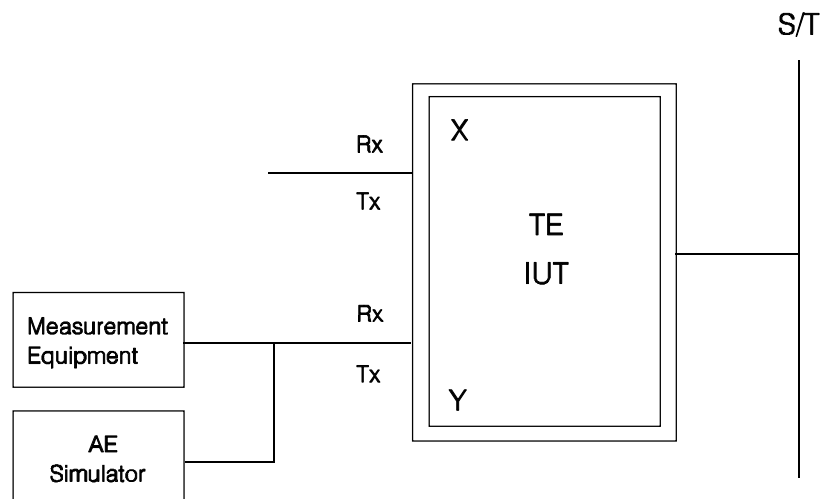 S/T
X
Rx
Tx
TE
IUT
Rx
Measurement
Equipment
Tx
Y
AE
Simulator